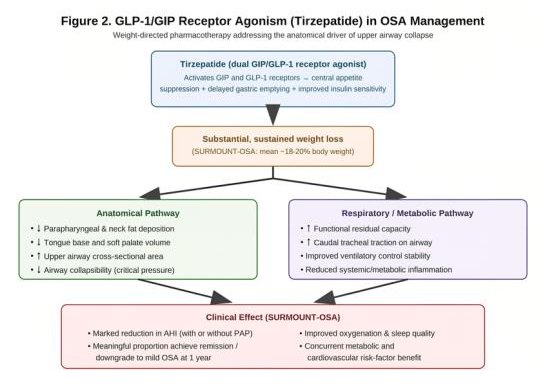 Figure 2. GLP-1/GIP Receptor Agonism (Tirzepatide) in OSA Management
Weight-directed pharmacotherapy addressing the anatomical driver of upper airway collapse
Tirzepatide (dual GIP/GLP-1 receptor agonist)
Activates GIP and GLP-1 receptors → central appetite
suppression + delayed gastric emptying + improved insulin sensitivity
Substantial, sustained weight loss
(SURMOUNT-OSA: mean ~18-20% body weight)
Anatomical Pathway
• ↓ Parapharyngeal & neck fat deposition
• ↓ Tongue base and soft palate volume
• ↑ Upper airway cross-sectional area
• ↓ Airway collapsibility (critical pressure)
Respiratory / Metabolic Pathway
• ↑ Functional residual capacity
• ↑ Caudal tracheal traction on airway
• Improved ventilatory control stability
• Reduced systemic/metabolic inflammation
Clinical Effect (SURMOUNT-OSA)
• Marked reduction in AHI (with or without PAP)
• Meaningful proportion achieve remission /
downgrade to mild OSA at 1 year
• Improved oxygenation & sleep quality
• Concurrent metabolic and
cardiovascular risk-factor benefit